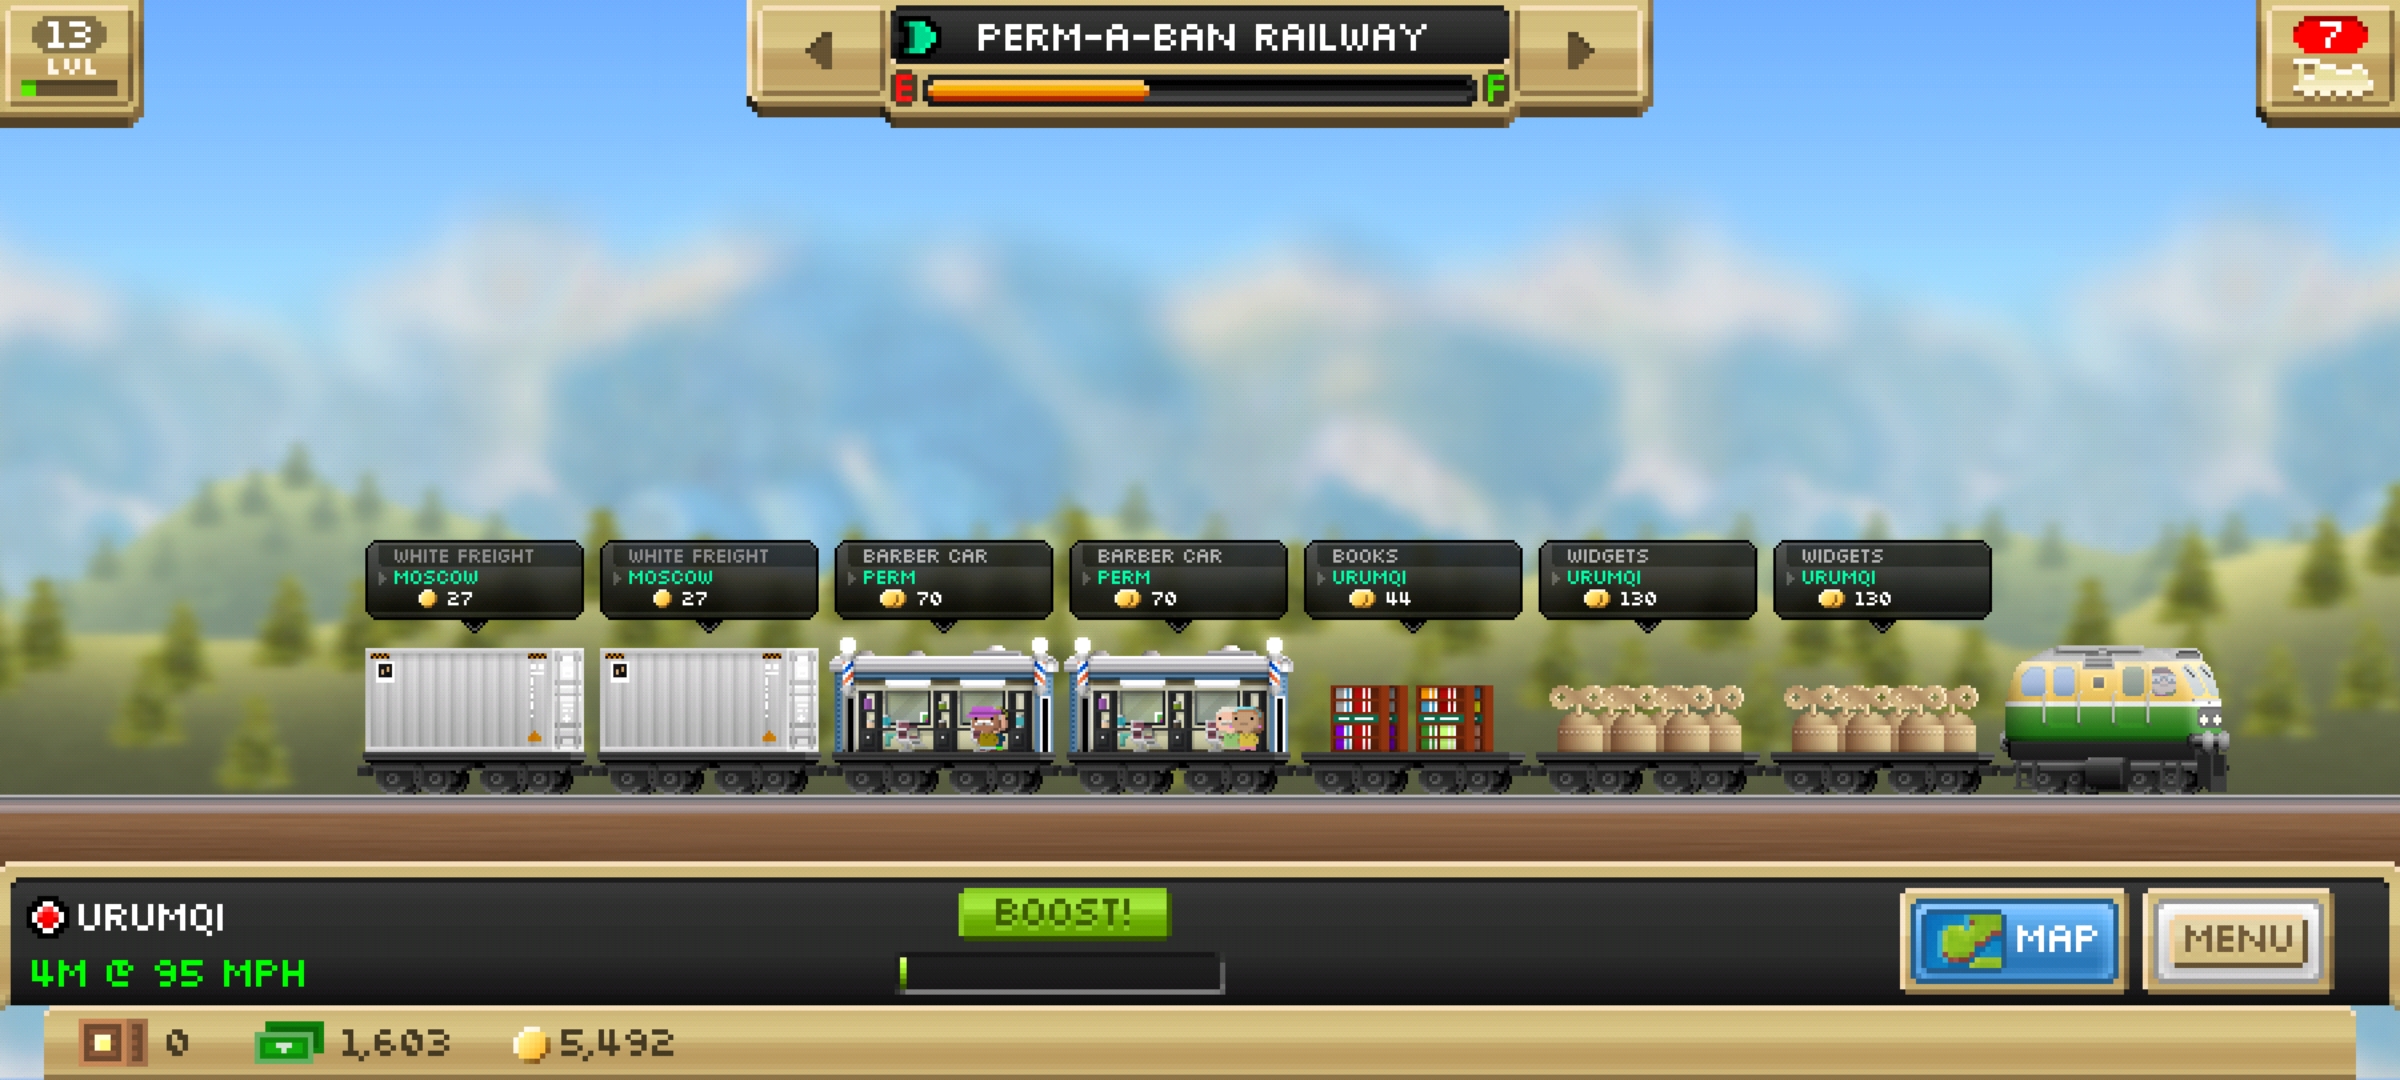 13
LVL
PERM-A-BAN RAILWAY
E F
7
WHITE FREIGHT
MOSCOW
27
WHITE FREIGHT
MOSCOW
27
BARBER CAR
PERM
70
BARBER CAR
PERM
70
BOOKS
URUMQI
44
WIDGETS
URUMQI
130
WIDGETS
URUMQI
130
URUMQI
4M @ 95 MPH
BOOST!
MAP
MENU
0 1,603 5,492